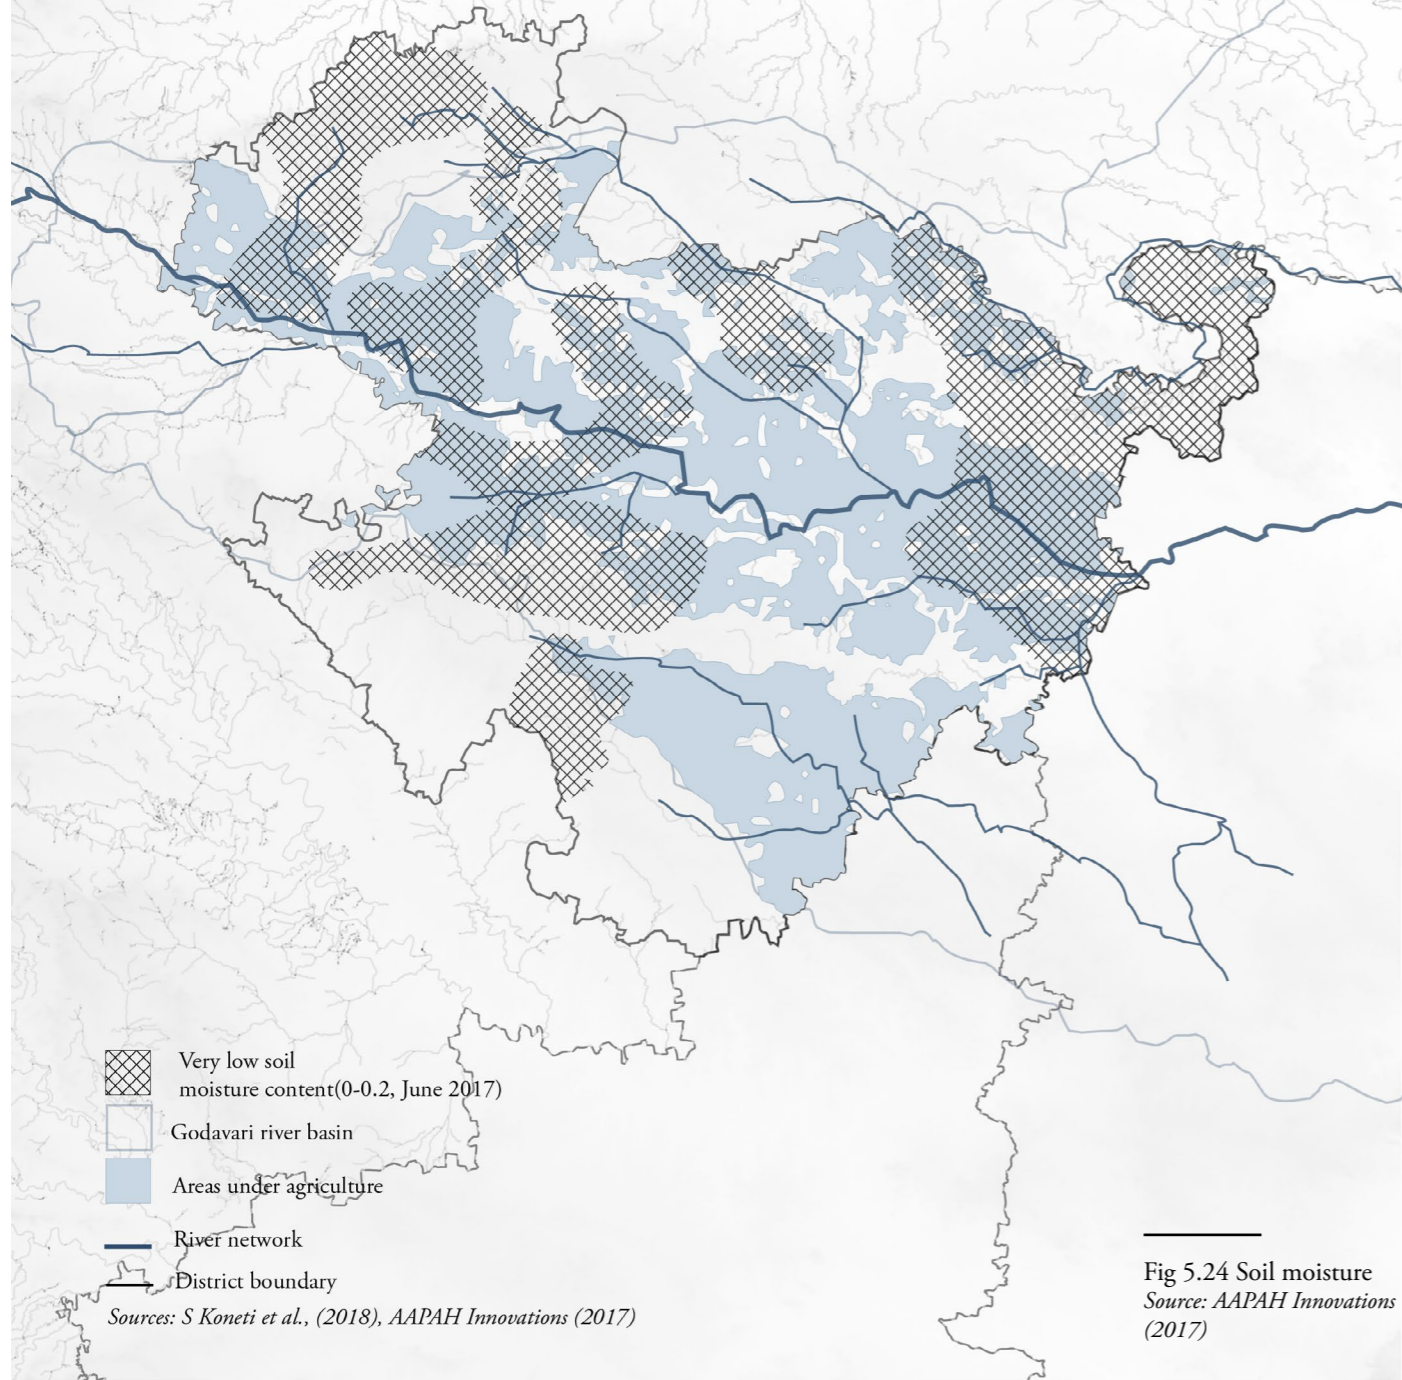 Very low soil
moisture content(0-0.2, June 2017)
Godavari river basin
Areas under agriculture
River network
District boundary
Sources: S Koneti et al., (2018), AAPAH Innovations (2017)
Fig 5.24 Soil moisture
Source: AAPAH Innovations
(2017)